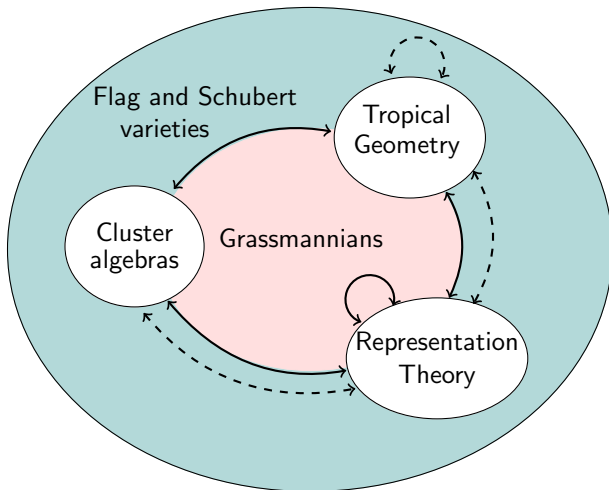 Flag and Schubert
varieties
Tropical
Geometry
Cluster
algebras
Grassmannians
Representation
Theory